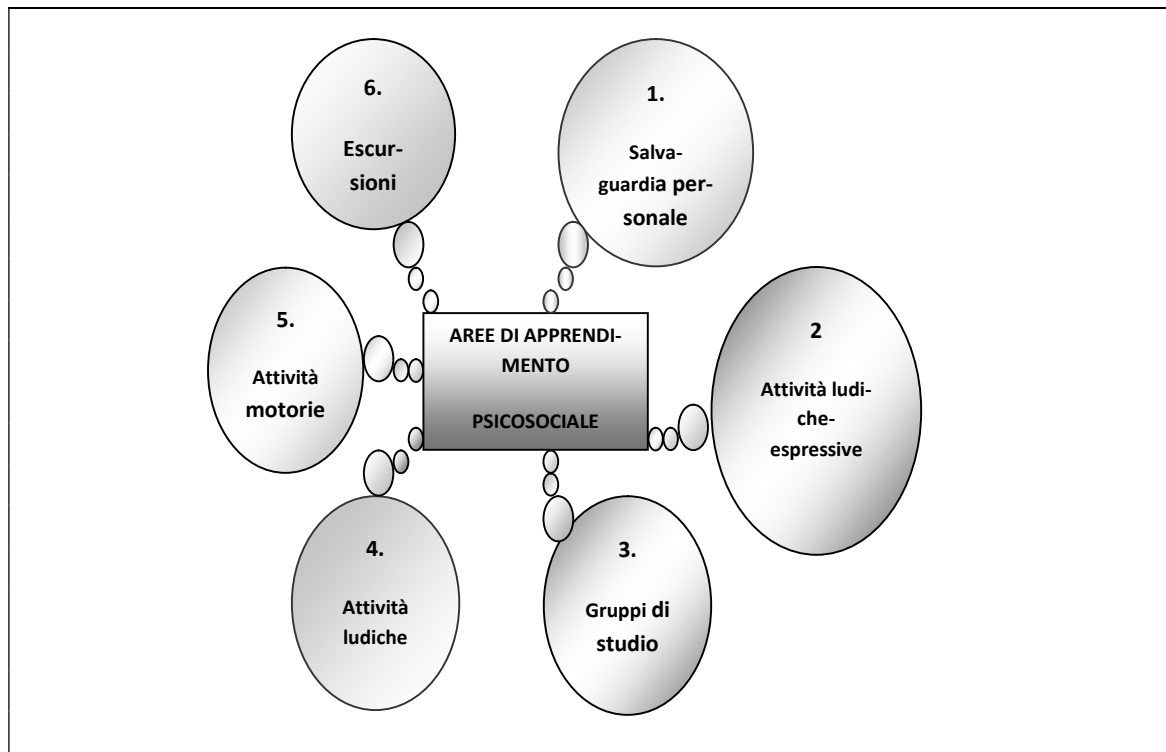 6.
Escur-
sioni
1.
Salva-
guardia per-
sonale
5.
Attività
motorie
AREE DI APPRENDI-
MENTO
PSICOSOCIALE
2
Attività ludi-
che-
espressive
4.
Attività
ludiche
3.
Gruppi di
studio